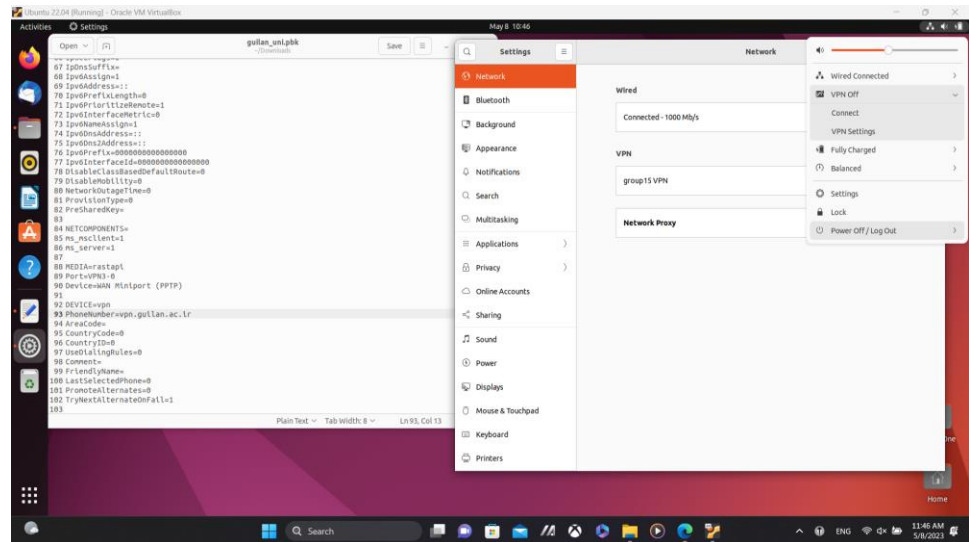 Ubuntu 22.04 [Running] - Oracle VM VirtualBox
Activities
Settings
May 8 10:46
Open
guilan_uni.pbk
~/Downloads
Save
67 IpDnsSuffix=
68 Ipv6Assign=1
69 Ipv6Address=::
70 Ipv6PrefixLength=0
71 Ipv6PrioritizeRemote=1
72 Ipv6InterfaceMetric=0
73 Ipv6NameAssign=1
74 Ipv6DnsAddress=::
75 Ipv6Dns2Address=::
76 Ipv6Prefix=0000000000000000
77 Ipv6InterfaceId=0000000000000000
78 DisableClassBasedDefaultRoute=0
79 DisableMobility=0
80 NetworkOutageTime=0
81 ProvisionType=0
82 PreSharedKey=
83
84 NETCOMPONENTS=
85 ms_msclient=1
86 ms_server=1
87
88 MEDIA=rastapi
89 Port=VPN3-0
90 Device=WAN Miniport (PPTP)
91
92 DEVICE=vpn
93 PhoneNumber=vpn.guilan.ac.ir
94 AreaCode=
95 CountryCode=0
96 CountryID=0
97 UseDialingRules=0
98 Comment=
99 FriendlyName=
100 LastSelectedPhone=0
101 PromoteAlternates=0
102 TryNextAlternateOnFail=1
103
Plain Text
Tab Width: 8
Ln 93, Col 13
Settings
Network
Bluetooth
Background
Appearance
Notifications
Search
Multitasking
Applications
Privacy
Online Accounts
Sharing
Sound
Power
Displays
Mouse & Touchpad
Keyboard
Printers
Network
Wired
Connected - 1000 Mb/s
VPN
group15 VPN
Network Proxy
Wired Connected
VPN Off
Connect
VPN Settings
Fully Charged
Balanced
Settings
Lock
Power Off / Log Out
Home
Search
ENG
11:46 AM
5/8/2023